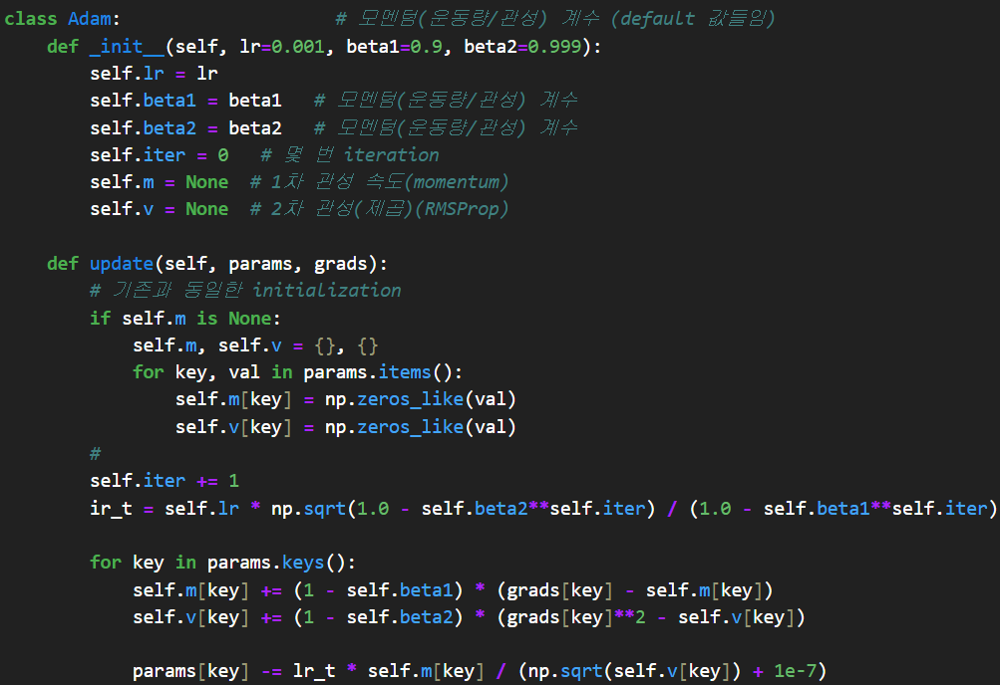 class Adam:                    # 모멘텀(운동량/관성) 계수 (default 값들임)
    def _init__(self, lr=0.001, beta1=0.9, beta2=0.999):
        self.lr = lr
        self.beta1 = beta1   # 모멘텀(운동량/관성) 계수
        self.beta2 = beta2   # 모멘텀(운동량/관성) 계수
        self.iter = 0   # 몇 번 iteration
        self.m = None  # 1차 관성 속도(momentum)
        self.v = None  # 2차 관성(제곱)(RMSProp)

    def update(self, params, grads):
        # 기존과 동일한 initialization
        if self.m is None:
            self.m, self.v = {}, {}
            for key, val in params.items():
                self.m[key] = np.zeros_like(val)
                self.v[key] = np.zeros_like(val)
        #
        self.iter += 1
        ir_t = self.lr * np.sqrt(1.0 - self.beta2**self.iter) / (1.0 - self.beta1**self.iter)

        for key in params.keys():
            self.m[key] += (1 - self.beta1) * (grads[key] - self.m[key])
            self.v[key] += (1 - self.beta2) * (grads[key]**2 - self.v[key])

            params[key] -= lr_t * self.m[key] / (np.sqrt(self.v[key]) + 1e-7)